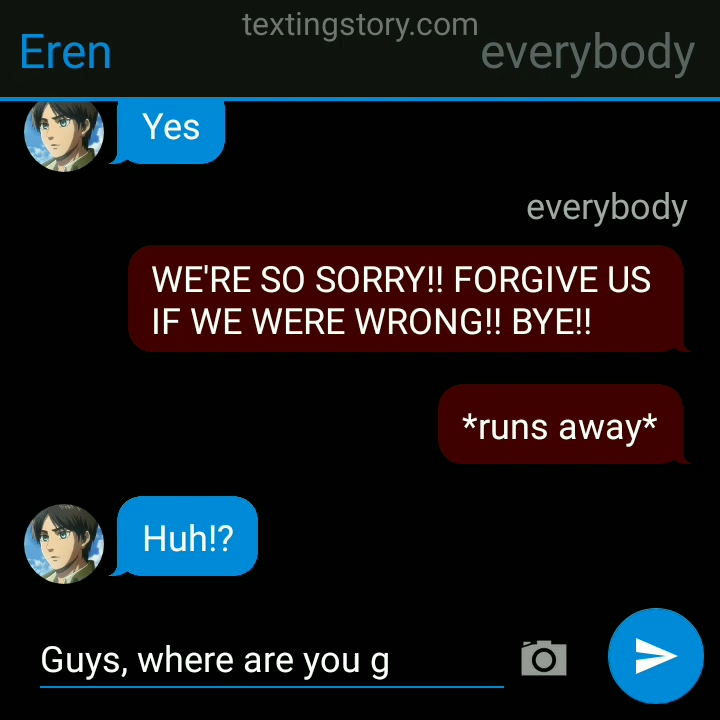 textingstory.com
Eren
everybody
Yes
everybody
WE'RE SO SORRY!! FORGIVE US
IF WE WERE WRONG!! BYE!!
*runs away*
Huh!?
Guys, where are you g